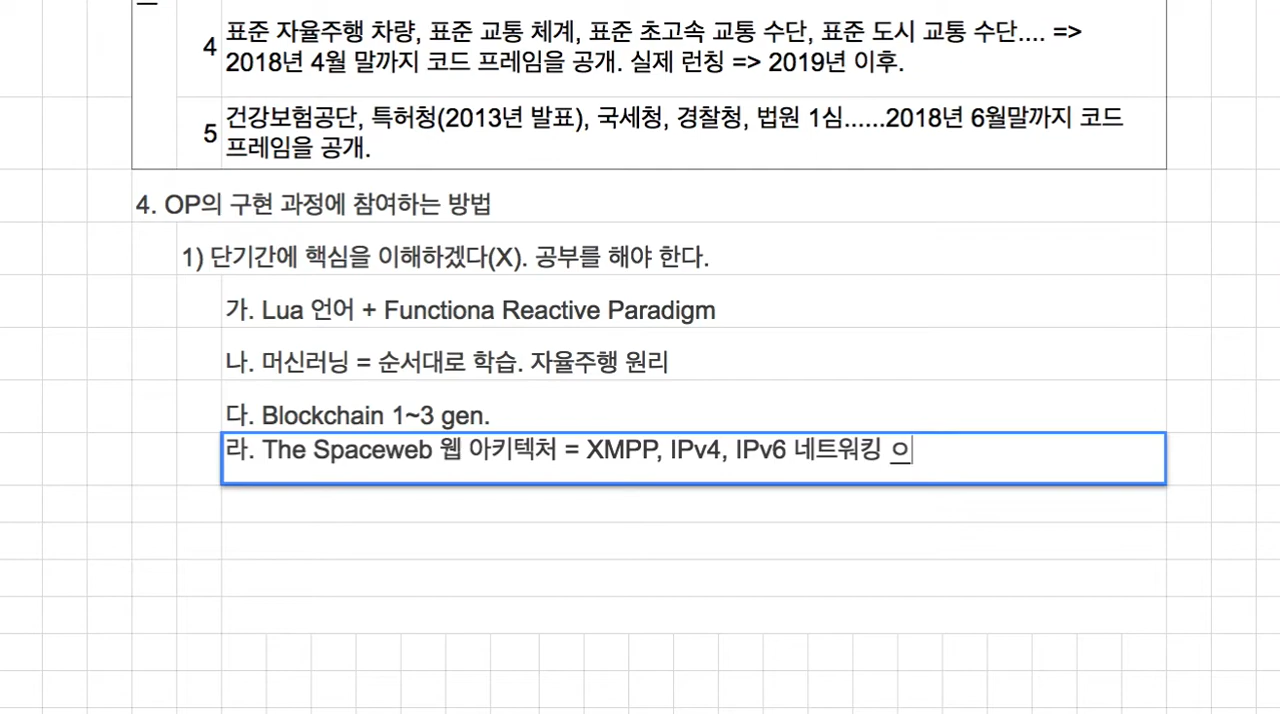 4
표준 자율주행 차량, 표준 교통 체계, 표준 초고속 교통 수단, 표준 도시 교통 수단.... =>
2018년 4월 말까지 코드 프레임을 공개. 실제 런칭 => 2019년 이후.
5
건강보험공단, 특허청(2013년 발표), 국세청, 경찰청, 법원 1심......2018년 6월말까지 코드
프레임을 공개.
4. OP의 구현 과정에 참여하는 방법
1) 단기간에 핵심을 이해하겠다(X). 공부를 해야 한다.
가. Lua 언어 + Functiona Reactive Paradigm
나. 머신러닝 = 순서대로 학습. 자율주행 원리
다. Blockchain 1~3 gen.
라. The Spaceweb 웹 아키텍처 = XMPP, IPv4, IPv6 네트워킹 ㅇ